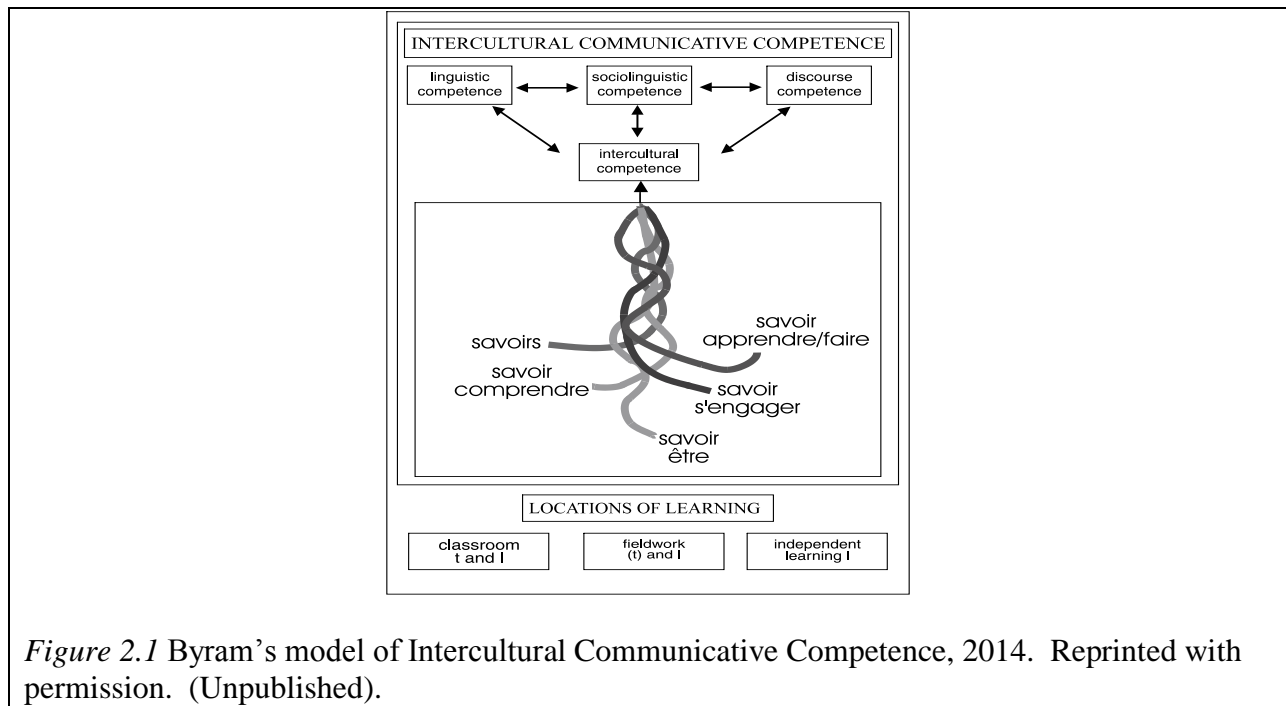 INTERCULTURAL COMMUNICATIVE COMPETENCE
linguistic
competence
sociolinguistic
competence
discourse
competence
intercultural
competence
savoirs
savoir
comprendre
savoir
être
savoir
s'engager
savoir
apprendre/faire
LOCATIONS OF LEARNING
classroom
t and l
fieldwork
(t) and l
independent
learning l
Figure 2.1 Byram’s model of Intercultural Communicative Competence, 2014.  Reprinted with
permission.  (Unpublished).